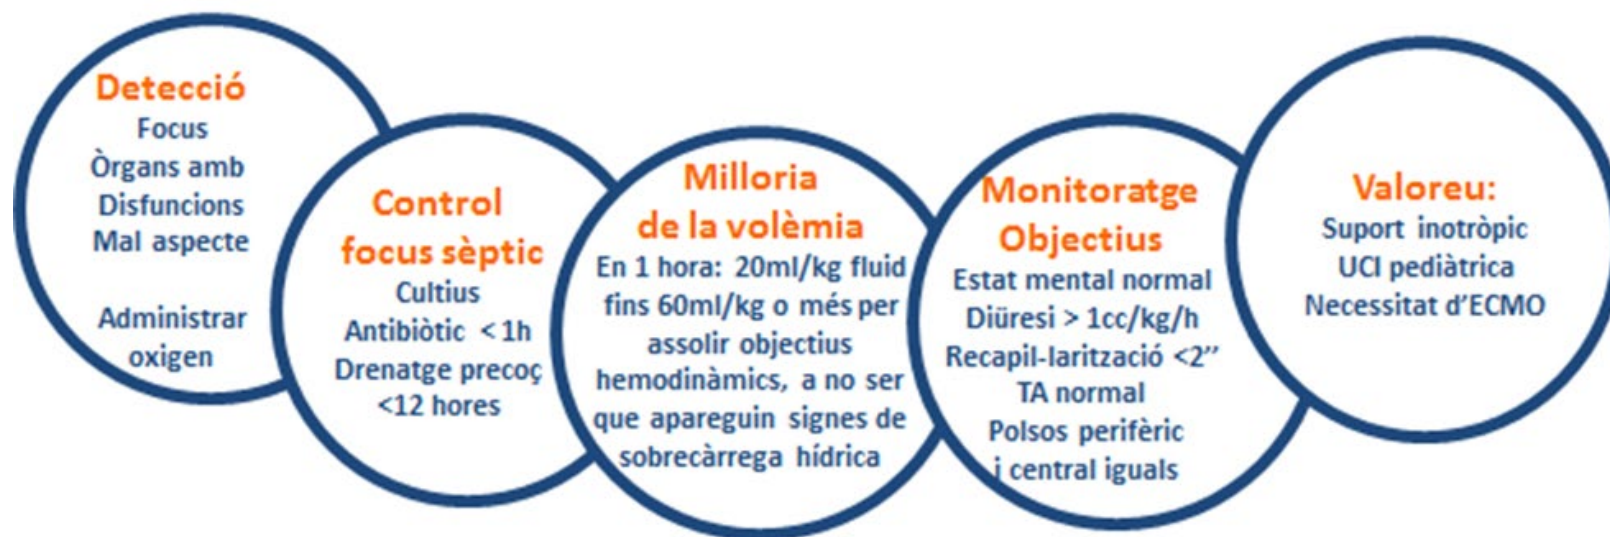 Detecció
Focus
Òrgans amb
Disfuncions
Mal aspecte
Administrar
oxigen
Control
focus sèptic
Cultius
Antibiòtic <1h
Drenatge precoç
<12 hores
Milloria
de la volèmia
En 1 hora: 20ml/kg fluid
fins 60ml/kg o més per
assolir objectius
hemodinàmics, a no ser
que apareguin signes de
sobrecàrrega hídrica
Monitoratge
Objectius
Estat mental normal
Diüresi > 1cc/kg/h
Recapil-larització <2’’
TA normal
Polsos perifèric
i central iguals
Valoreu:
Suport inotròpic
UCI pediàtrica
Necessitat d’ECMO